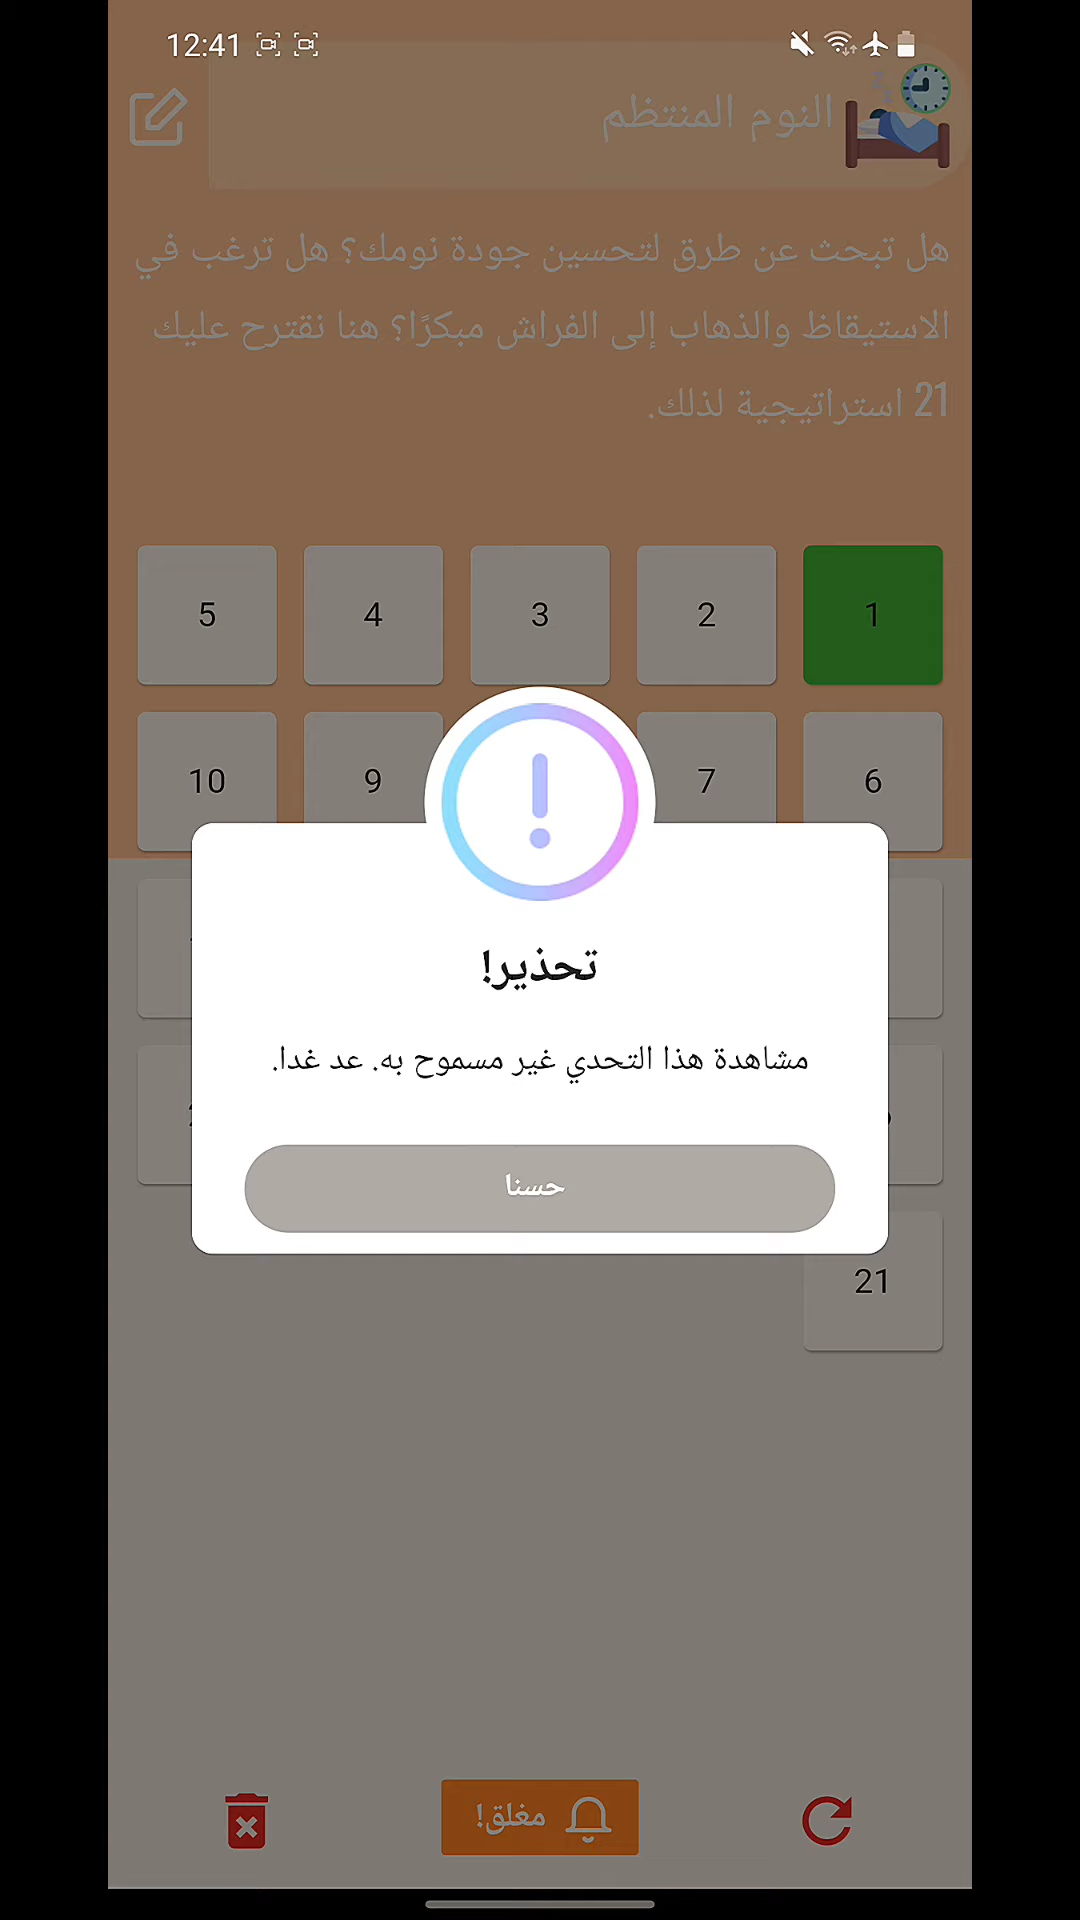 12:41
النوم المنتظم
هل تبحث عن طرق لتحسين جودة نومك؟ هل ترغب في
الاستيقاظ والذهاب إلى الفراش مبكرًا؟ هنا نقترح عليك
21 استراتيجية لذلك.
1 2 3 4 5
6 7 9 10
تحذير!
مشاهدة هذا التحدي غير مسموح به. عد غدا.
حسنا
21
مغلق!